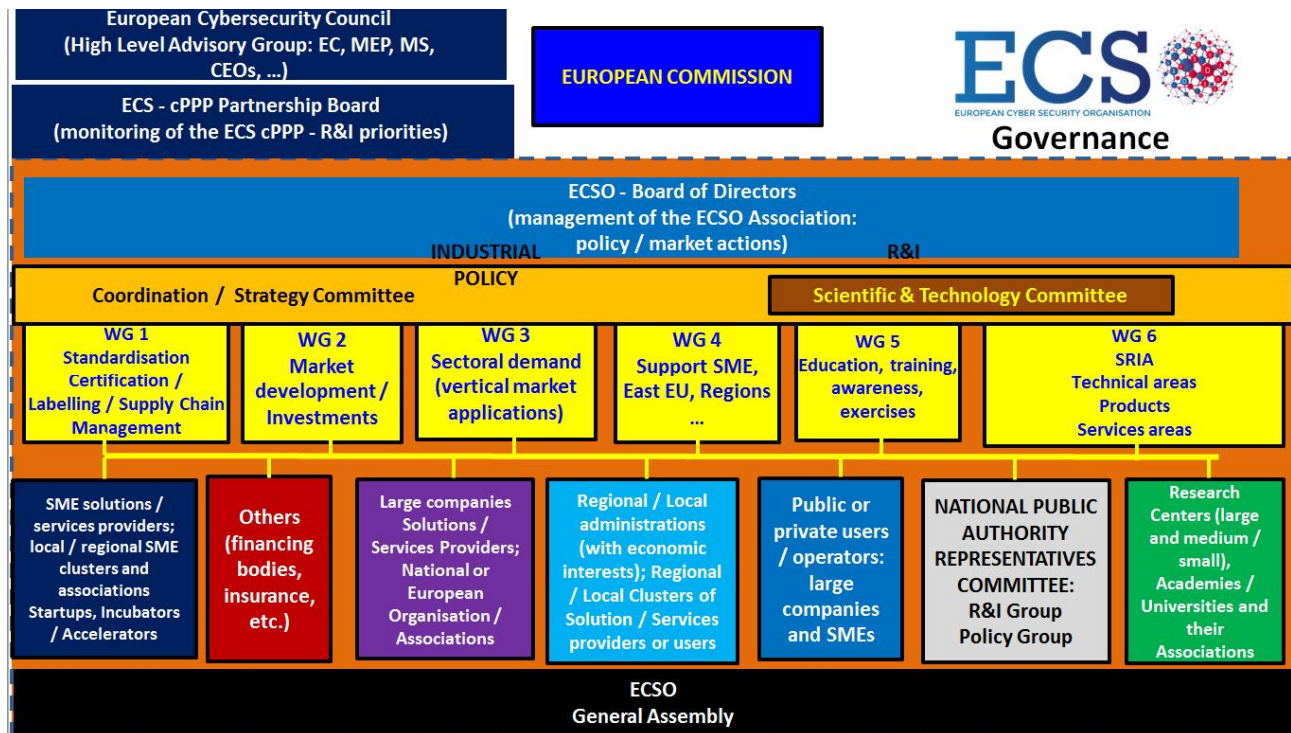 European Cybersecurity Council
(High Level Advisory Group: EC, MEP, MS,
CEOs, …)
ECS - cPPP Partnership Board
(monitoring of the ECS cPPP - R&I priorities)
EUROPEAN COMMISSION
ECS
EUROPEAN CYBER SECURITY ORGANISATION
Governance
ECSO - Board of Directors
(management of the ECSO Association:
policy / market actions)
INDUSTRIAL
POLICY
R&I
Coordination / Strategy Committee
Scientific & Technology Committee
WG 1
Standardisation
Certification /
Labelling / Supply Chain
Management
WG 2
Market
development /
Investments
WG 3
Sectoral demand
(vertical market
applications)
WG 4
Support SME,
East EU, Regions
…
WG 5
Education, training,
awareness,
exercises
WG 6
SRIA
Technical areas
Products
Services areas
SME solutions /
services providers;
local / regional SME
clusters and
associations
Startups, Incubators
/ Accelerators
Others
(financing
bodies,
insurance,
etc.)
Large companies
Solutions /
Services Providers;
National or
European
Organisation /
Associations
Regional / Local
administrations
(with economic
interests); Regional
/ Local Clusters of
Solution / Services
providers or users
Public or
private users
/ operators:
large
companies
and SMEs
NATIONAL PUBLIC
AUTHORITY
REPRESENTATIVES
COMMITTEE:
R&I Group
Policy Group
Research
Centers (large
and medium /
small),
Academies /
Universities and
their
Associations
ECSO
General Assembly